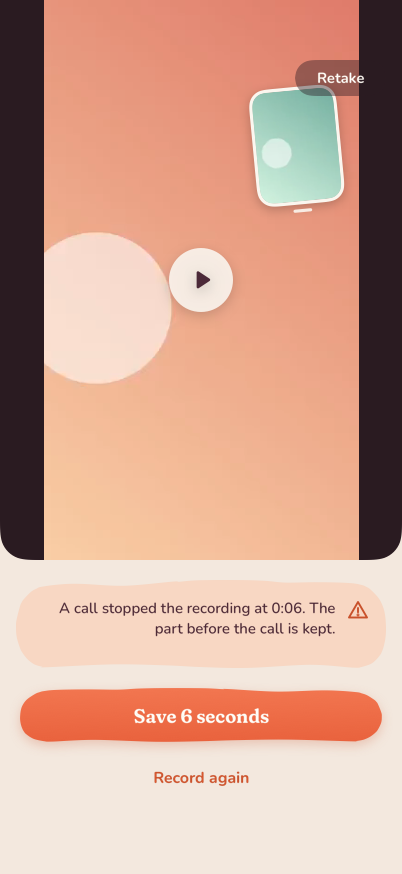 Retake
A call stopped the recording at 0:06. The
part before the call is kept.
Save 6 seconds
Record again